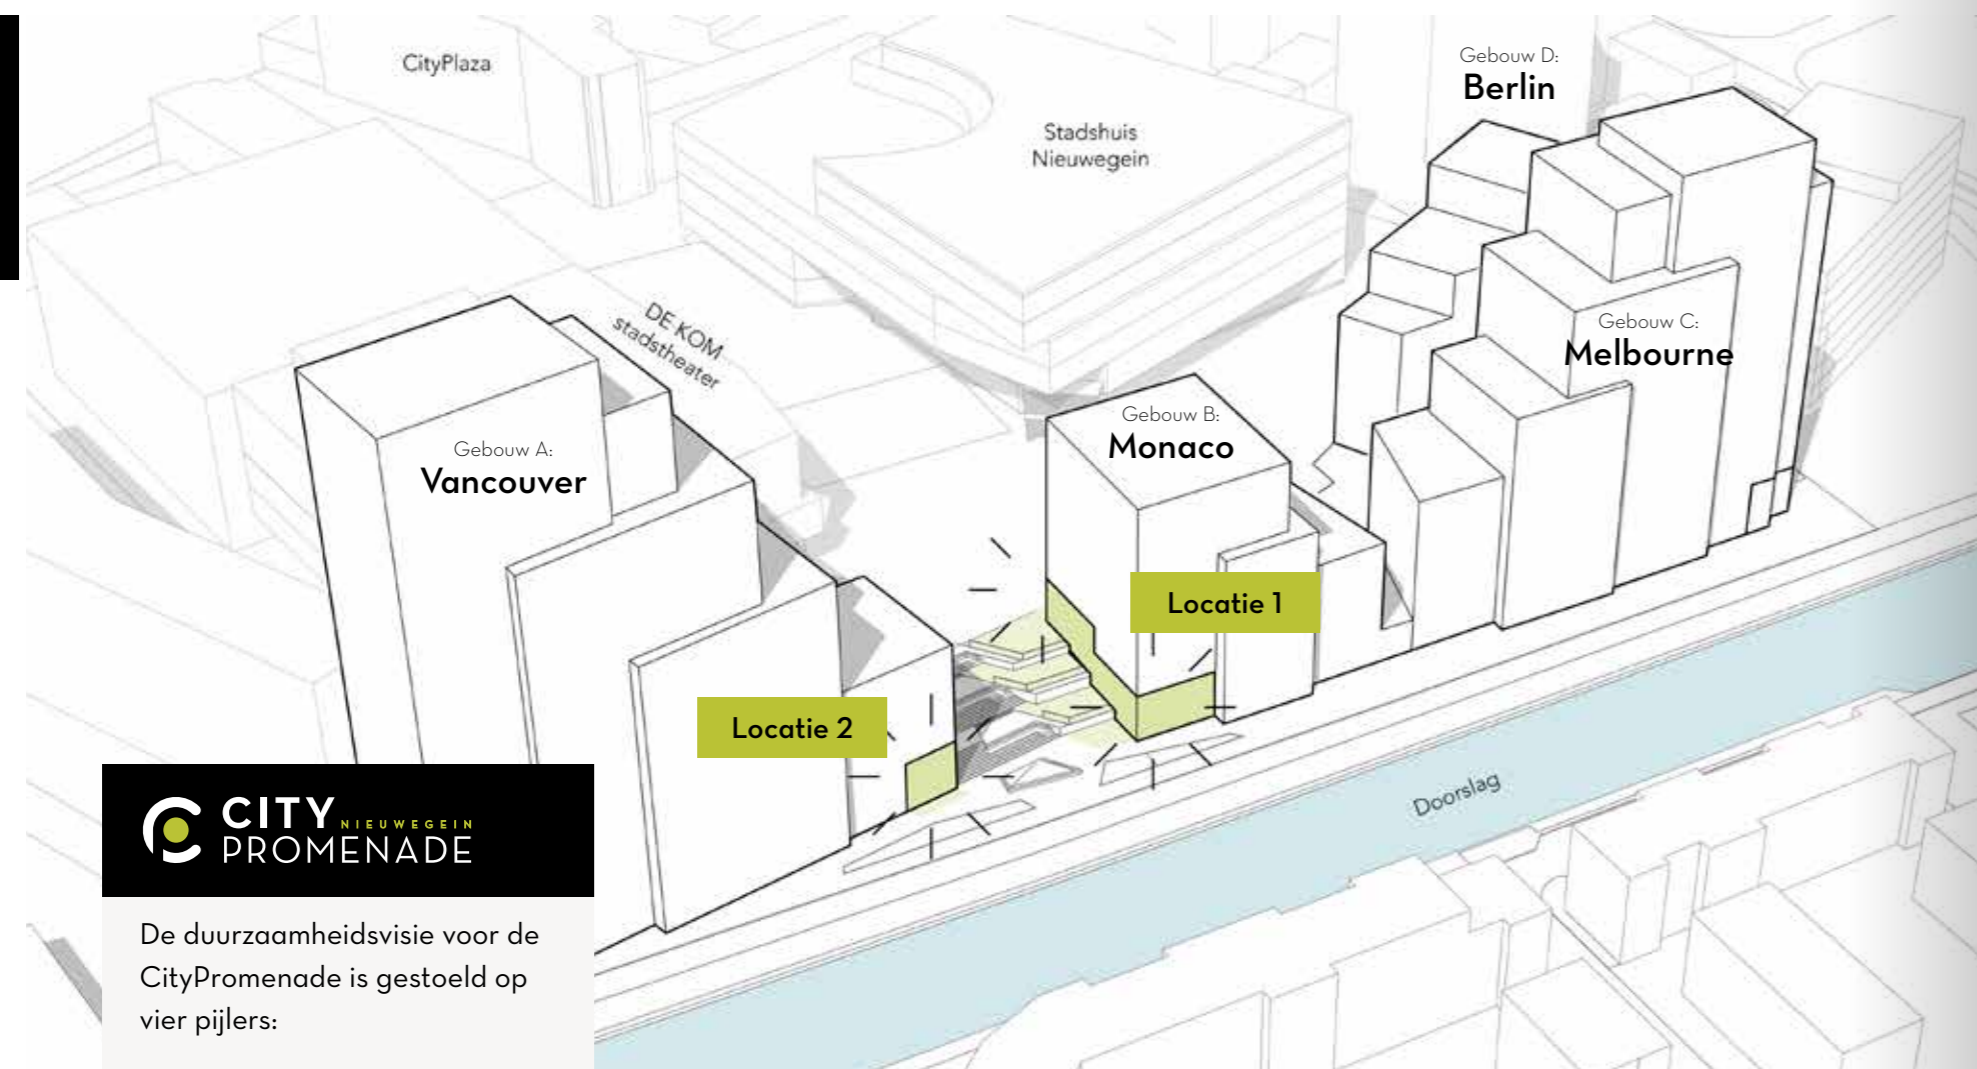 CityPlaza
Stadshuis
Nieuwegein
Gebouw D:
Berlin
DE KOM
stadstheater
Gebouw C:
Melbourne
Gebouw B:
Monaco
Gebouw A:
Vancouver
Locatie 1
Locatie 2
Doorslag
CITY NIEUWEGEIN
PROMENADE
De duurzaamheidsvisie voor de
CityPromenade is gestoeld op
vier pijlers: